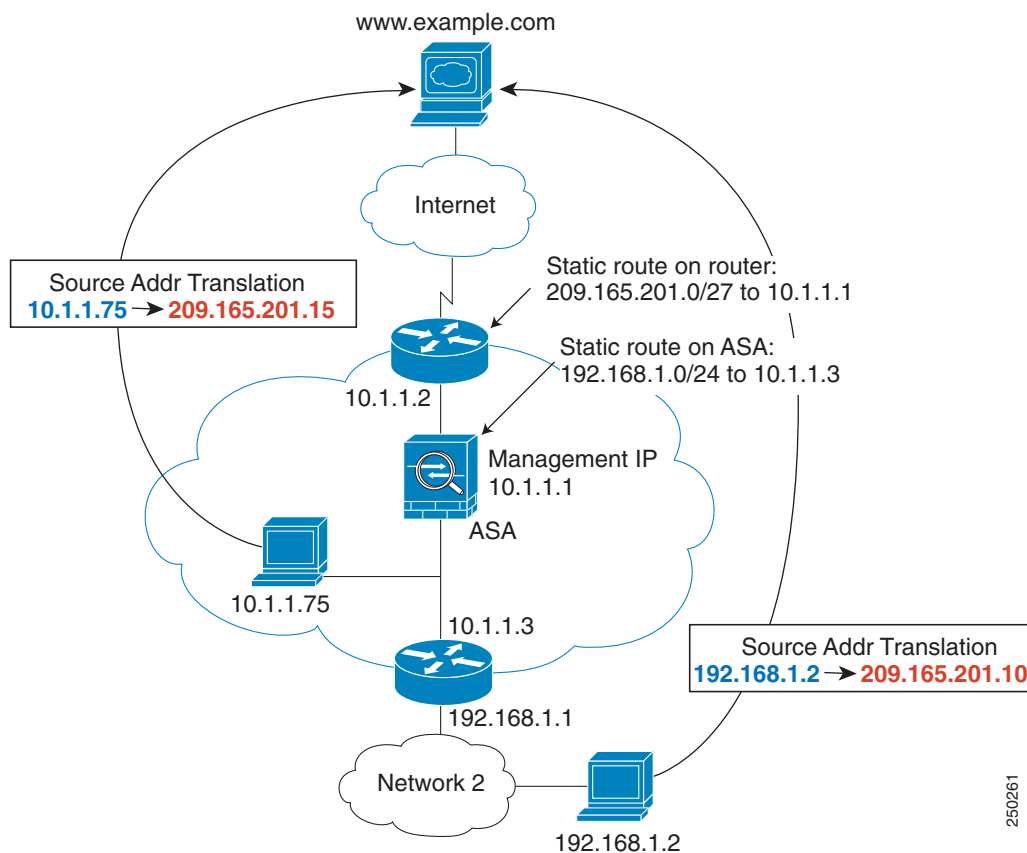 www.example.com
Internet
Source Addr Translation
10.1.1.75 209.165.201.15
Static route on router:
209.165.201.0/27 to 10.1.1.1
Static route on ASA:
192.168.1.0/24 to 10.1.1.3
10.1.1.2
Management IP
10.1.1.1
ASA
10.1.1.75
10.1.1.3
Source Addr Translation
192.168.1.2 209.165.201.10
192.168.1.1
Network 2
192.168.1.2
250261